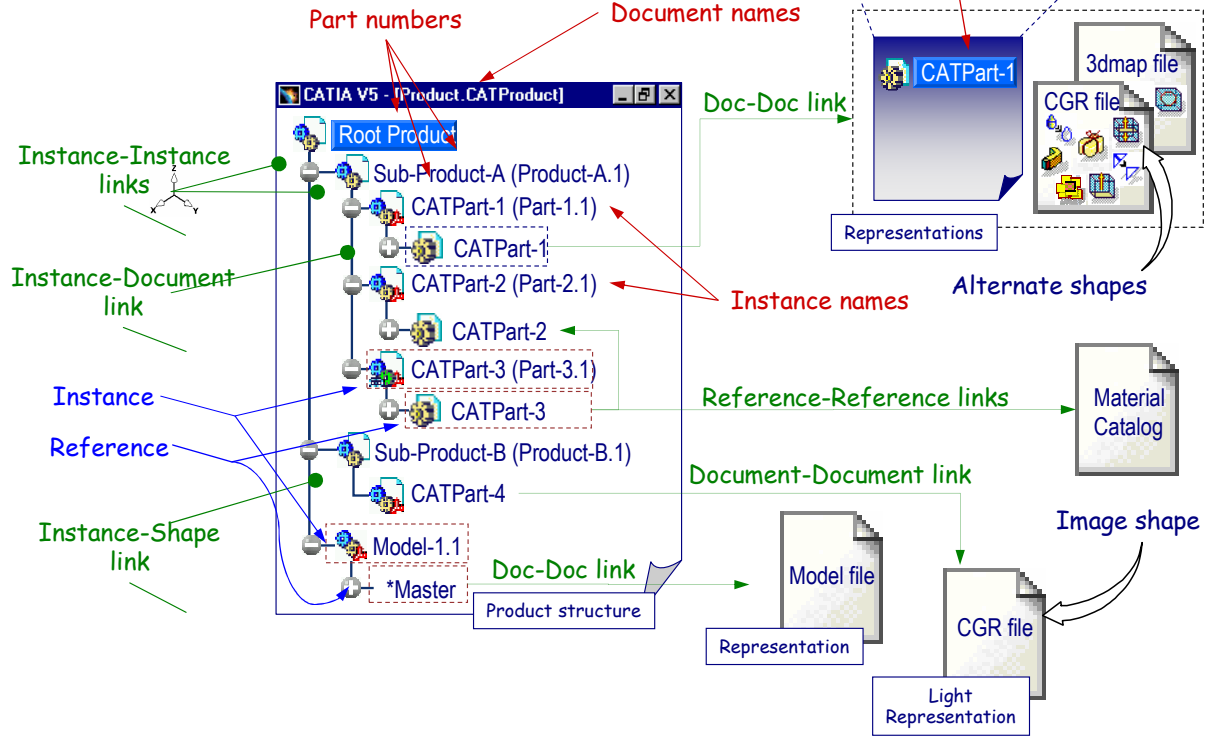 Document names
Part numbers
CATIA V5 - [Product.CATProduct]
Root Product
Sub-Product-A (Product-A.1)
CATPart-1 (Part-1.1)
CATPart-1
CATPart-2 (Part-2.1)
CATPart-2
CATPart-3 (Part-3.1)
CATPart-3
Sub-Product-B (Product-B.1)
CATPart-4
Model-1.1
*Master
Product structure
Instance-Instance
links
Z
X
Y
Instance-Document
link
Instance
Reference
Instance-Shape
link
Doc-Doc link
CATPart-1
3dmap file
CGR file
Representations
Alternate shapes
Instance names
Reference-Reference links
Material
Catalog
Document-Document link
Image shape
Doc-Doc link
Model file
Representation
CGR file
Light
Representation